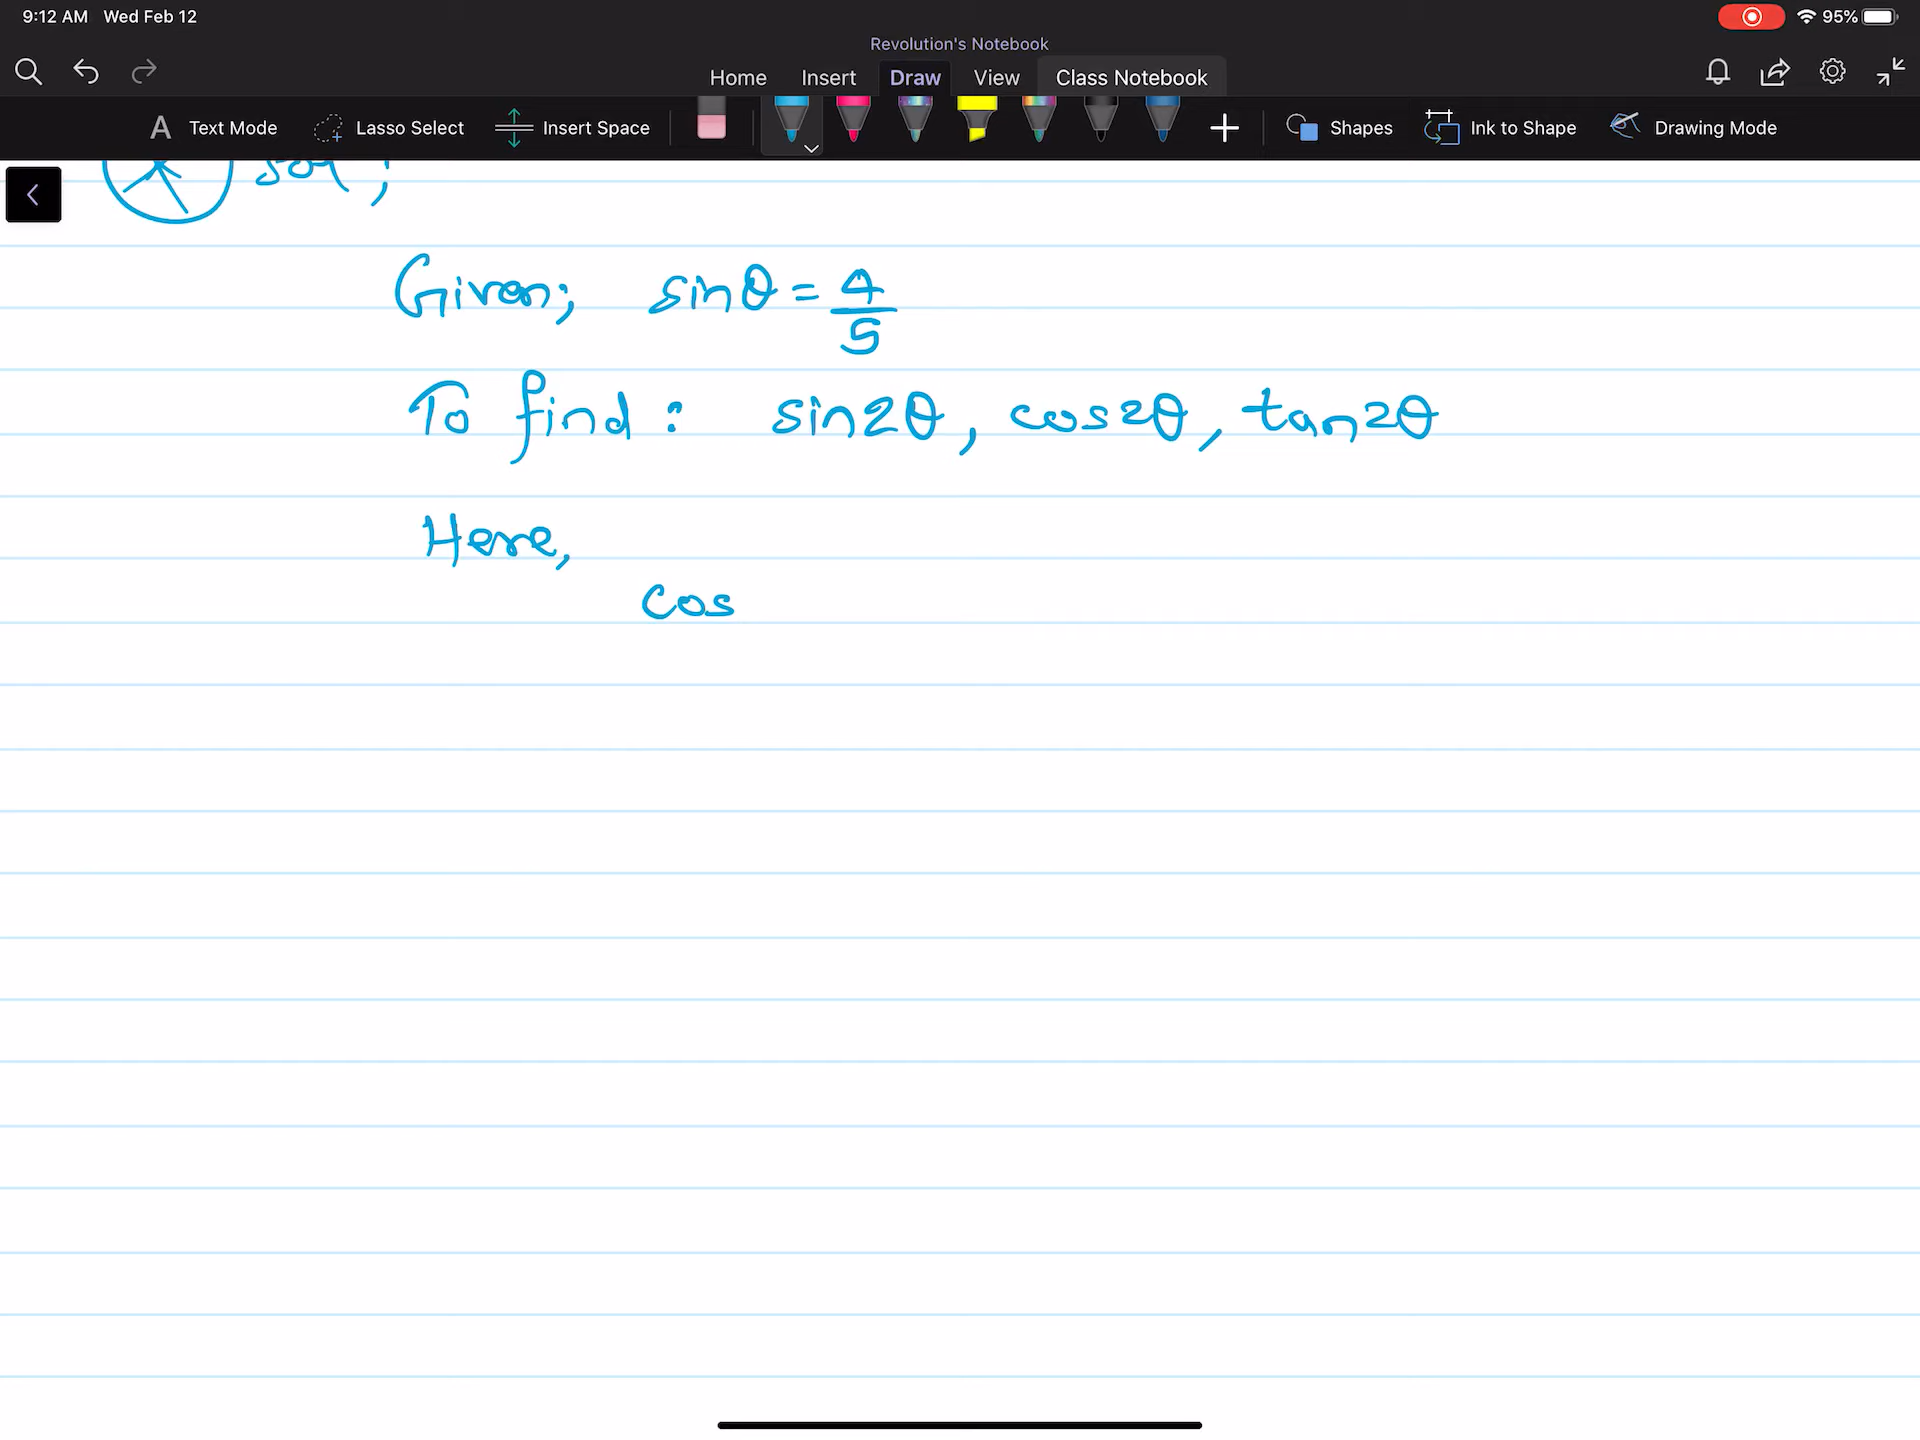 9:12 AM Wed Feb 12 95%
Revolution's Notebook
Home Insert Draw View Class Notebook
A Text Mode Lasso Select Insert Space Shapes Ink to Shape Drawing Mode
Given; sinθ = 4/5
To find : sin2θ, cos2θ, tan2θ
Here,
cos